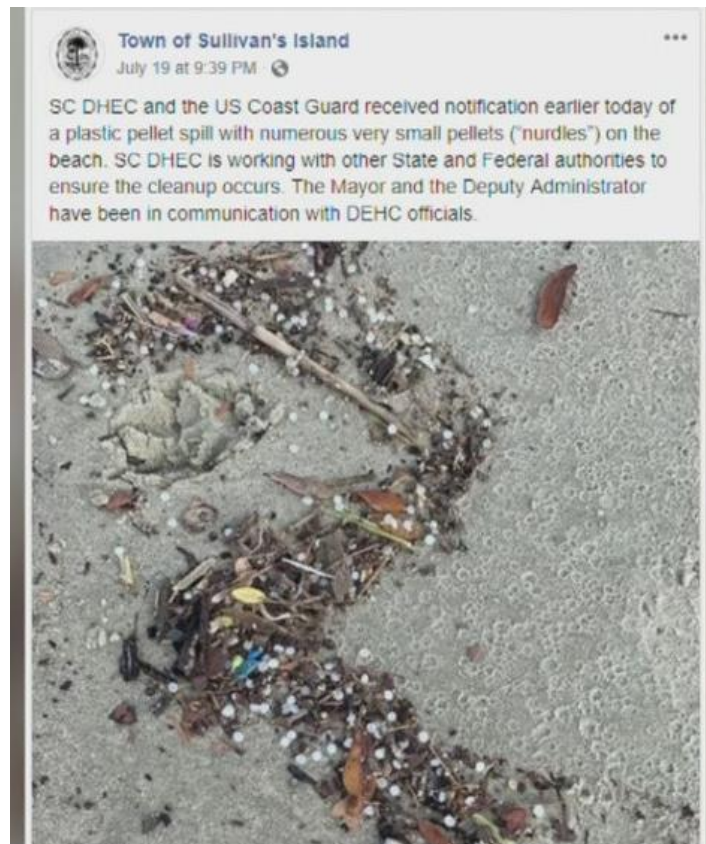 Town of Sullivan's Island
July 19 at 9:39 PM
SC DHEC and the US Coast Guard received notification earlier today of
a plastic pellet spill with numerous very small pellets ("nurdles") on the
beach. SC DHEC is working with other State and Federal authorities to
ensure the cleanup occurs. The Mayor and the Deputy Administrator
have been in communication with DEHC officials.